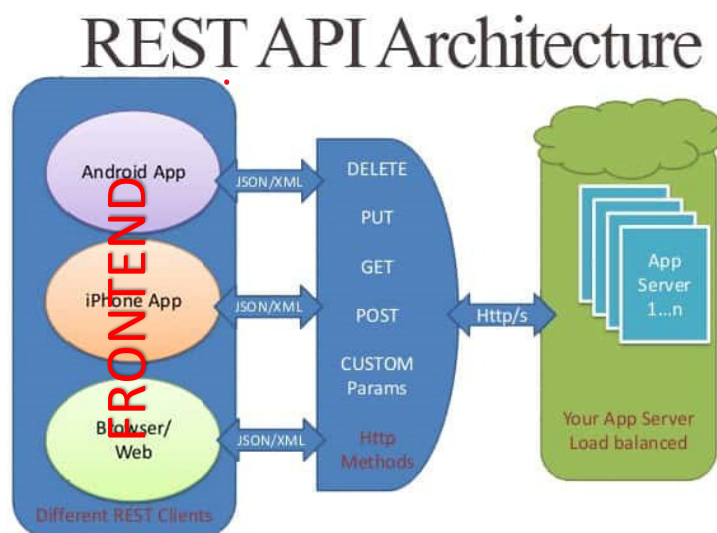 REST API Architecture
Android App
iPhone App
Browser/
Web
FRONTEND
Different REST Clients
JSON/XML
JSON/XML
JSON/XML
DELETE
PUT
GET
POST
CUSTOM
Params
Http
Methods
Http/s
App
Server
1...n
Your App Server
Load balanced